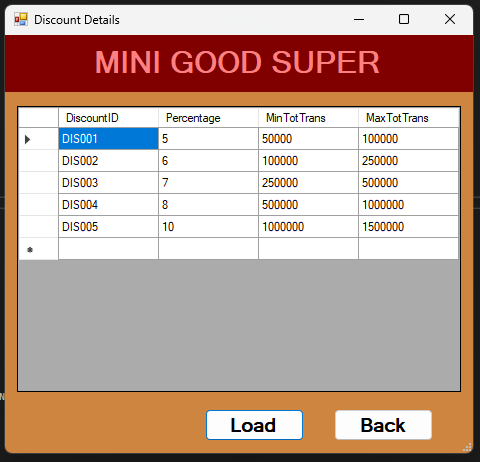 Discount Details
MINI GOOD SUPER
DiscountID Percentage MinTotTrans MaxTotTrans
DIS001 5 50000 100000
DIS002 6 100000 250000
DIS003 7 250000 500000
DIS004 8 500000 1000000
DIS005 10 1000000 1500000
Load Back